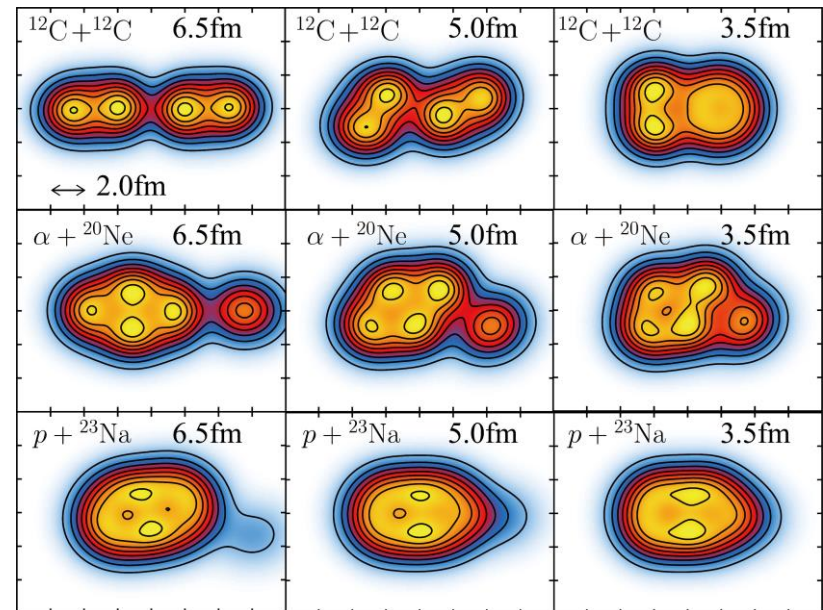 ¹²C + ¹²C 6.5fm
¹²C + ¹²C 5.0fm
¹²C + ¹²C 3.5fm
↔ 2.0fm
α + ²⁰Ne 6.5fm
α + ²⁰Ne 5.0fm
α + ²⁰Ne 3.5fm
p + ²³Na 6.5fm
p + ²³Na 5.0fm
p + ²³Na 3.5fm